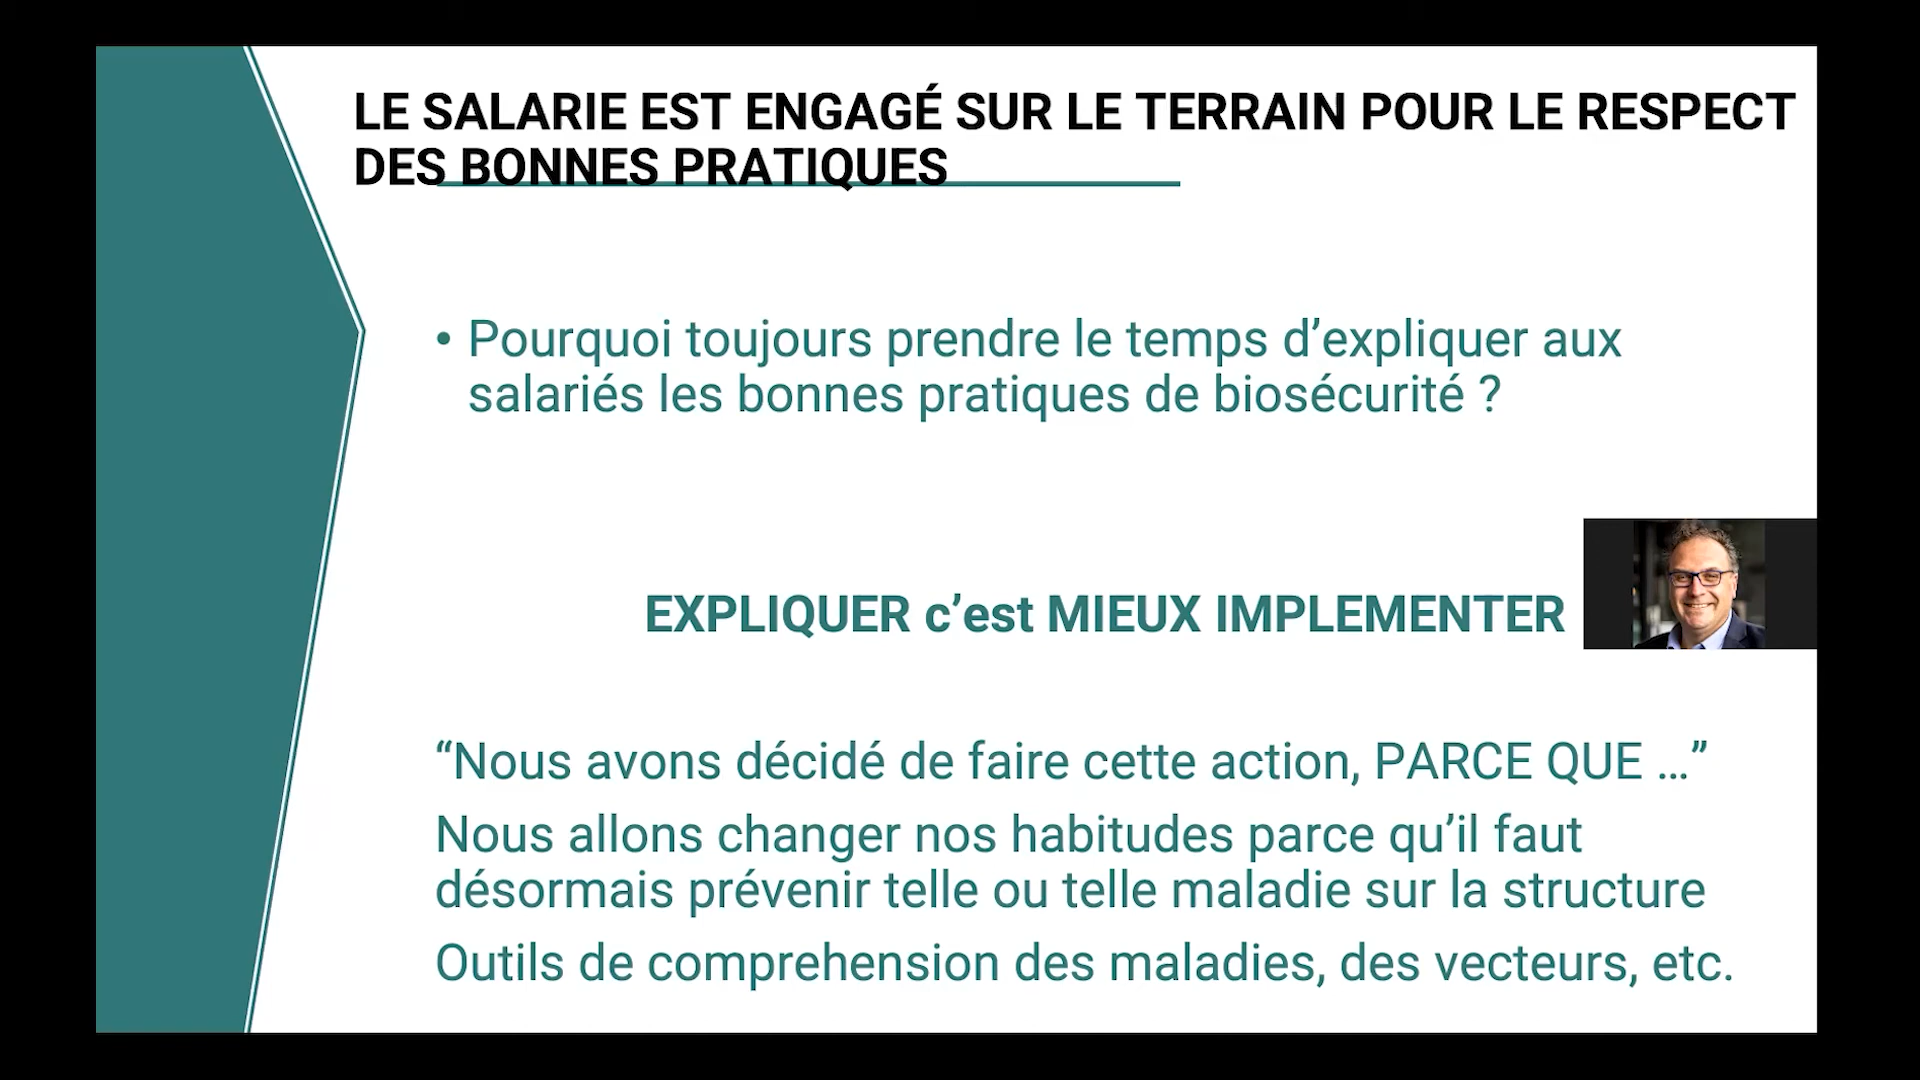 LE SALARIE EST ENGAGÉ SUR LE TERRAIN POUR LE RESPECT
DES BONNES PRATIQUES
• Pourquoi toujours prendre le temps d’expliquer aux
salariés les bonnes pratiques de biosécurité ?
EXPLIQUER c’est MIEUX IMPLEMENTER
“Nous avons décidé de faire cette action, PARCE QUE …”
Nous allons changer nos habitudes parce qu’il faut
désormais prévenir telle ou telle maladie sur la structure
Outils de comprehension des maladies, des vecteurs, etc.